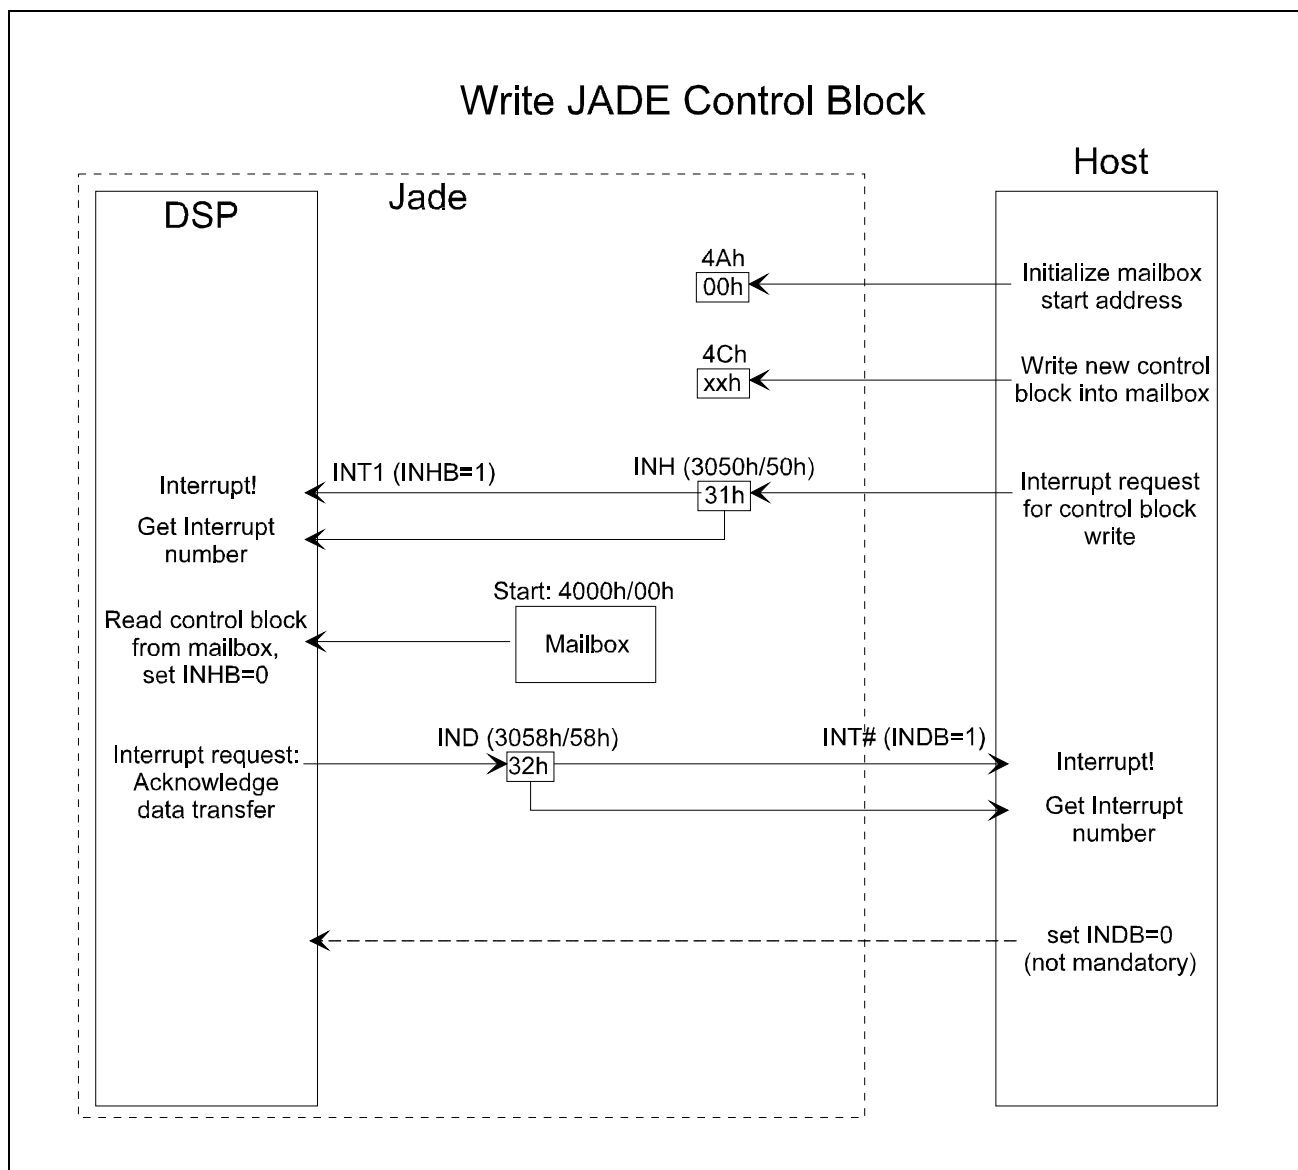 Write JADE Control Block
Host
Jade
DSP
4Ah
00h
Initialize mailbox
start address
4Ch
xxh
Write new control
block into mailbox
INT1 (INHB=1)
INH (3050h/50h)
Interrupt!
31h
Interrupt request
for control block
write
Get Interrupt
number
Start: 4000h/00h
Mailbox
Read control block
from mailbox,
set INHB=0
IND (3058h/58h)
INT# (INDB=1)
Interrupt request:
Acknowledge
data transfer
32h
Interrupt!
Get Interrupt
number
set INDB=0
(not mandatory)